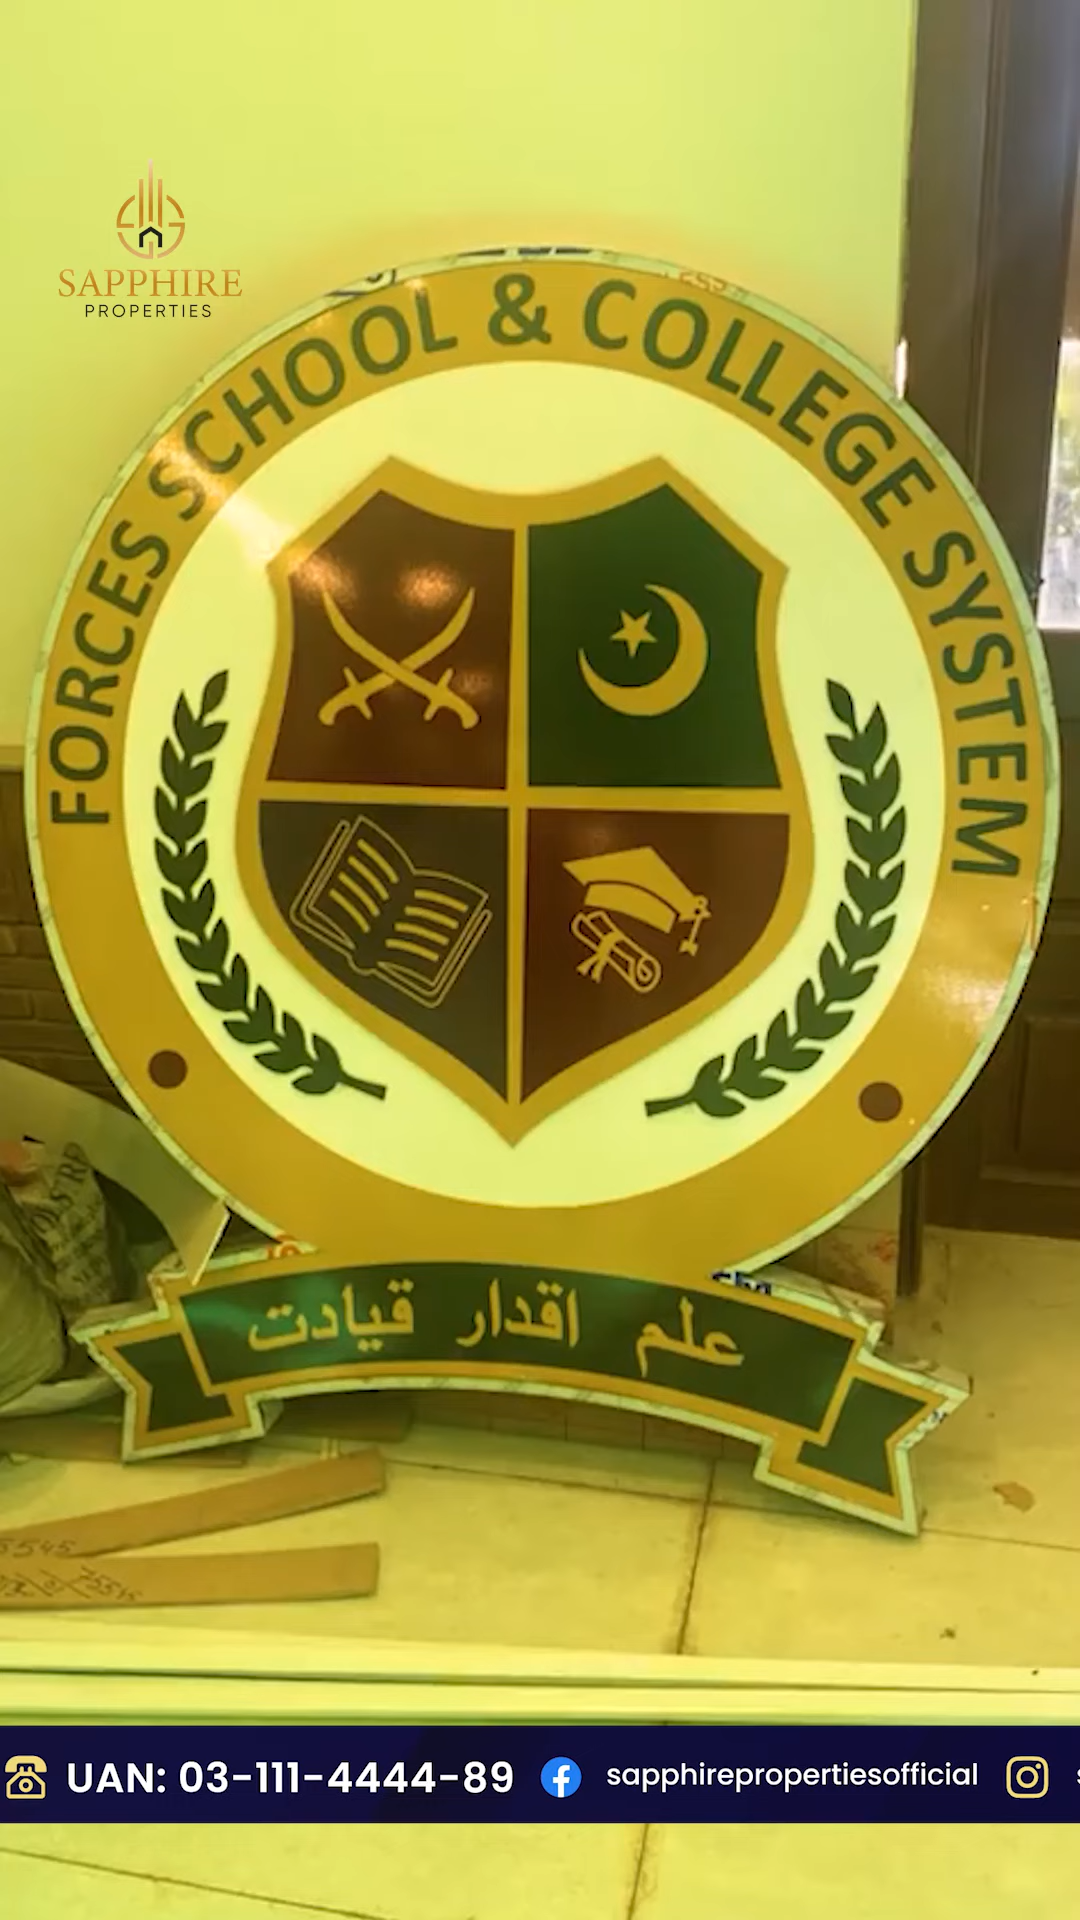 SAPPHIRE
PROPERTIES
FORCES SCHOOL & COLLEGE SYSTEM
علم اقدار قیادت
UAN: 03-111-4444-89 sapphirepropertiesofficial